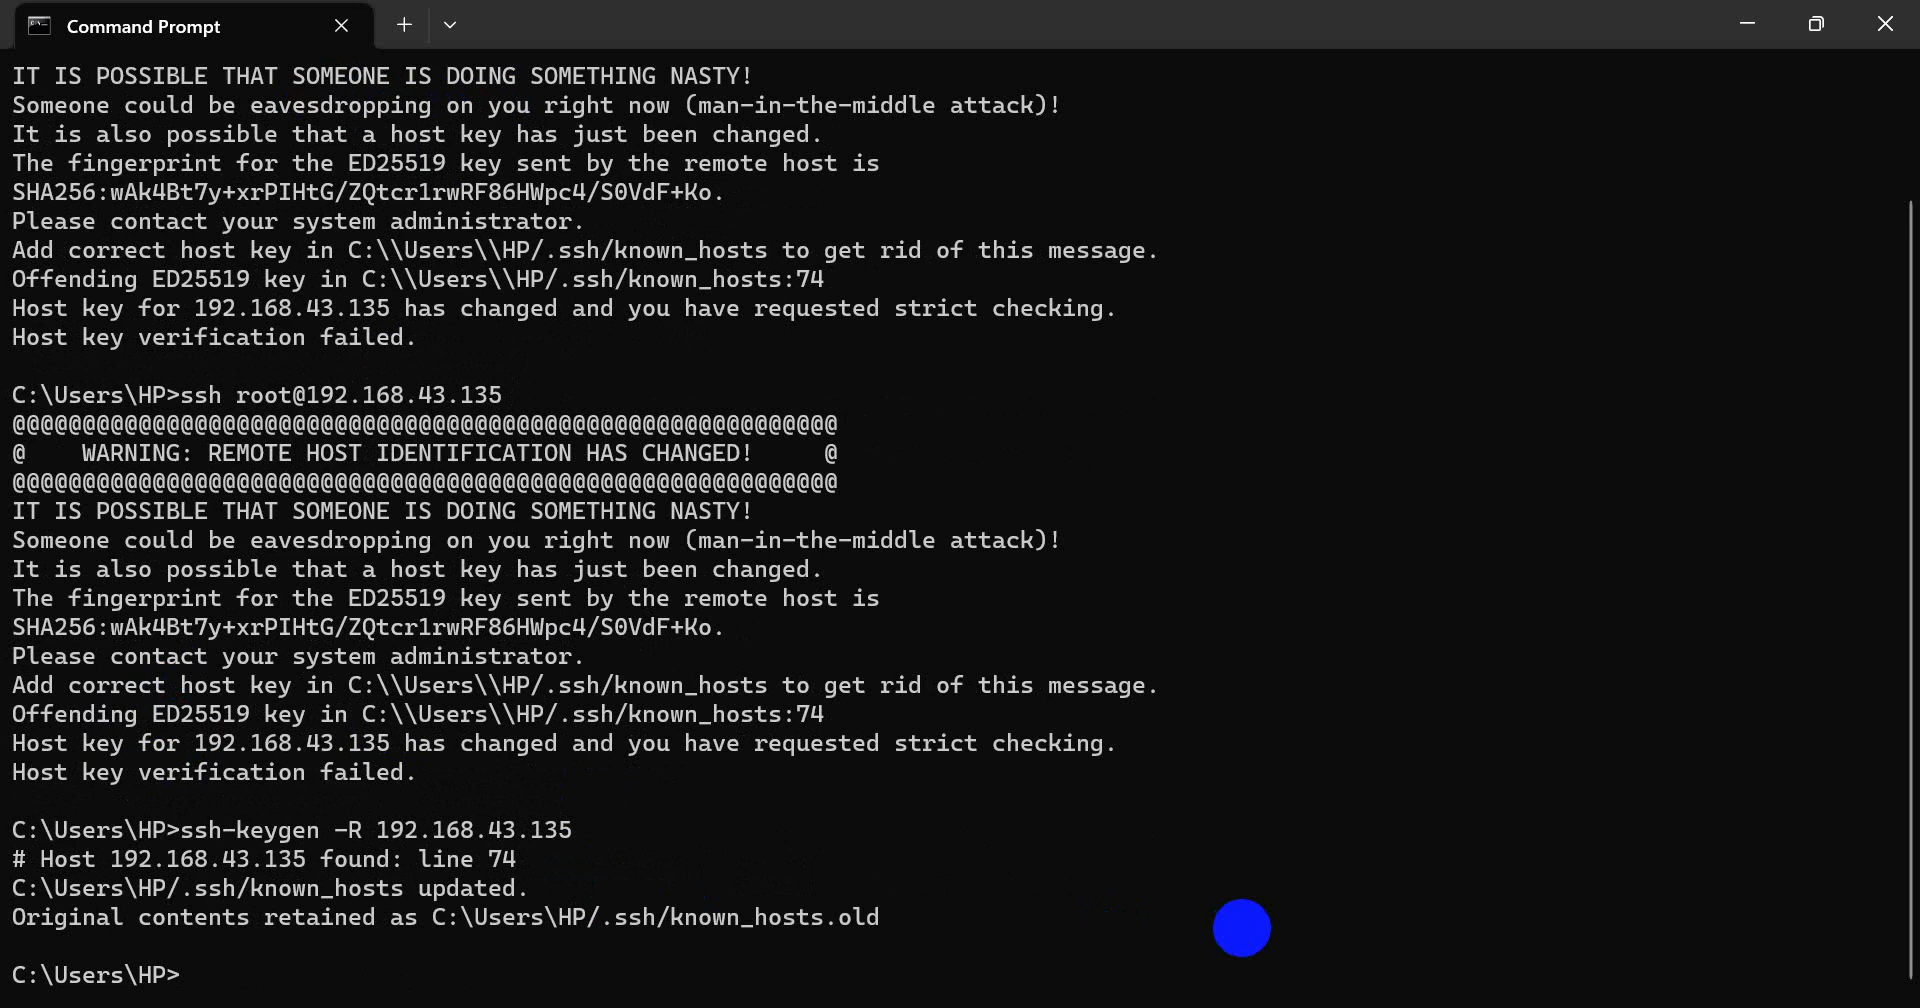 Command Prompt
IT IS POSSIBLE THAT SOMEONE IS DOING SOMETHING NASTY!
Someone could be eavesdropping on you right now (man-in-the-middle attack)!
It is also possible that a host key has just been changed.
The fingerprint for the ED25519 key sent by the remote host is
SHA256:wAk4Bt7y+xrPIHtG/ZQtcr1rwRF86HWpc4/S0VdF+Ko.
Please contact your system administrator.
Add correct host key in C:\\Users\\HP/.ssh/known_hosts to get rid of this message.
Offending ED25519 key in C:\\Users\\HP/.ssh/known_hosts:74
Host key for 192.168.43.135 has changed and you have requested strict checking.
Host key verification failed.
C:\Users\HP>ssh root@192.168.43.135
@@@@@@@@@@@@@@@@@@@@@@@@@@@@@@@@@@@@@@@@@@@@@@@@@@@@@@@@@@@
@    WARNING: REMOTE HOST IDENTIFICATION HAS CHANGED!     @
@@@@@@@@@@@@@@@@@@@@@@@@@@@@@@@@@@@@@@@@@@@@@@@@@@@@@@@@@@@
IT IS POSSIBLE THAT SOMEONE IS DOING SOMETHING NASTY!
Someone could be eavesdropping on you right now (man-in-the-middle attack)!
It is also possible that a host key has just been changed.
The fingerprint for the ED25519 key sent by the remote host is
SHA256:wAk4Bt7y+xrPIHtG/ZQtcr1rwRF86HWpc4/S0VdF+Ko.
Please contact your system administrator.
Add correct host key in C:\\Users\\HP/.ssh/known_hosts to get rid of this message.
Offending ED25519 key in C:\\Users\\HP/.ssh/known_hosts:74
Host key for 192.168.43.135 has changed and you have requested strict checking.
Host key verification failed.
C:\Users\HP>ssh-keygen -R 192.168.43.135
# Host 192.168.43.135 found: line 74
C:\Users\HP/.ssh/known_hosts updated.
Original contents retained as C:\Users\HP/.ssh/known_hosts.old
C:\Users\HP>